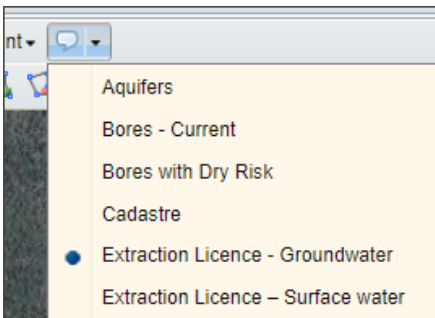 nt
Aquifers
Bores - Current
Bores with Dry Risk
Cadastre
Extraction Licence - Groundwater
Extraction Licence – Surface water